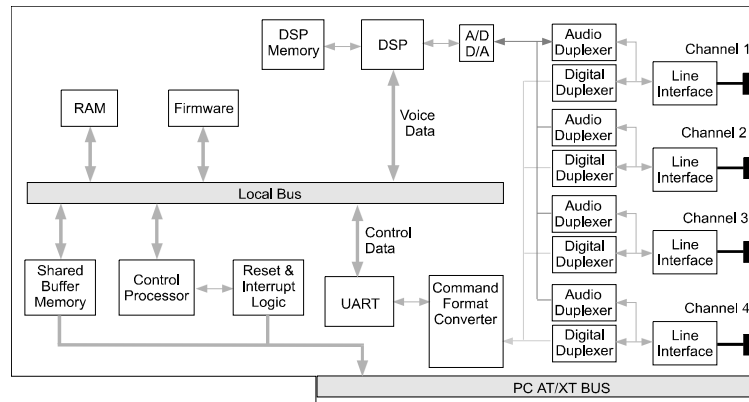 DSP
Memory
DSP
A/D
D/A
Audio
Duplexer
Channel 1
Digital
Duplexer
Line
Interface
RAM
Firmware
Voice
Data
Audio
Duplexer
Channel 2
Digital
Duplexer
Line
Interface
Local Bus
Audio
Duplexer
Channel 3
Digital
Duplexer
Line
Interface
Control
Data
Shared
Buffer
Memory
Control
Processor
Reset &
Interrupt
Logic
UART
Command
Format
Converter
Audio
Duplexer
Channel 4
Digital
Duplexer
Line
Interface
PC AT/XT BUS